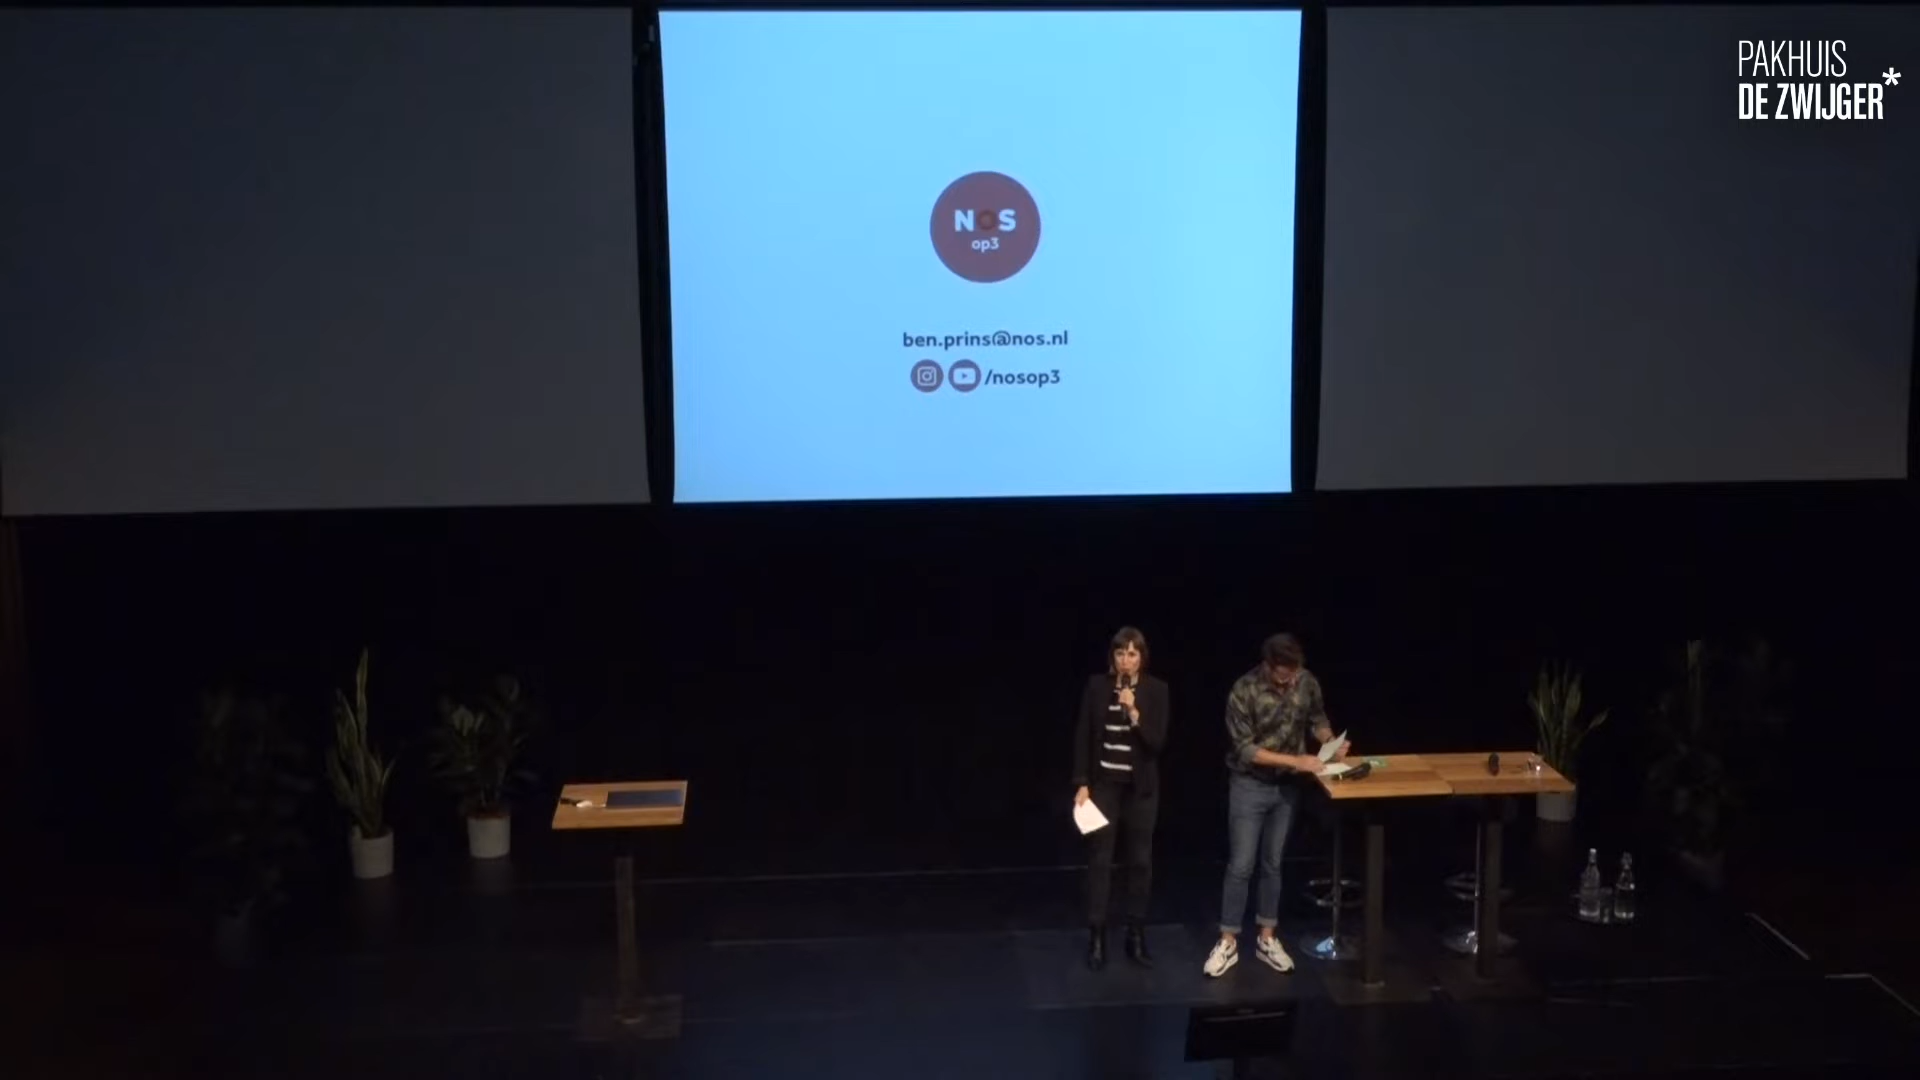 PAKHUIS
DE ZWIJGER*
NOS
op3
ben.prins@nos.nl
/nosop3